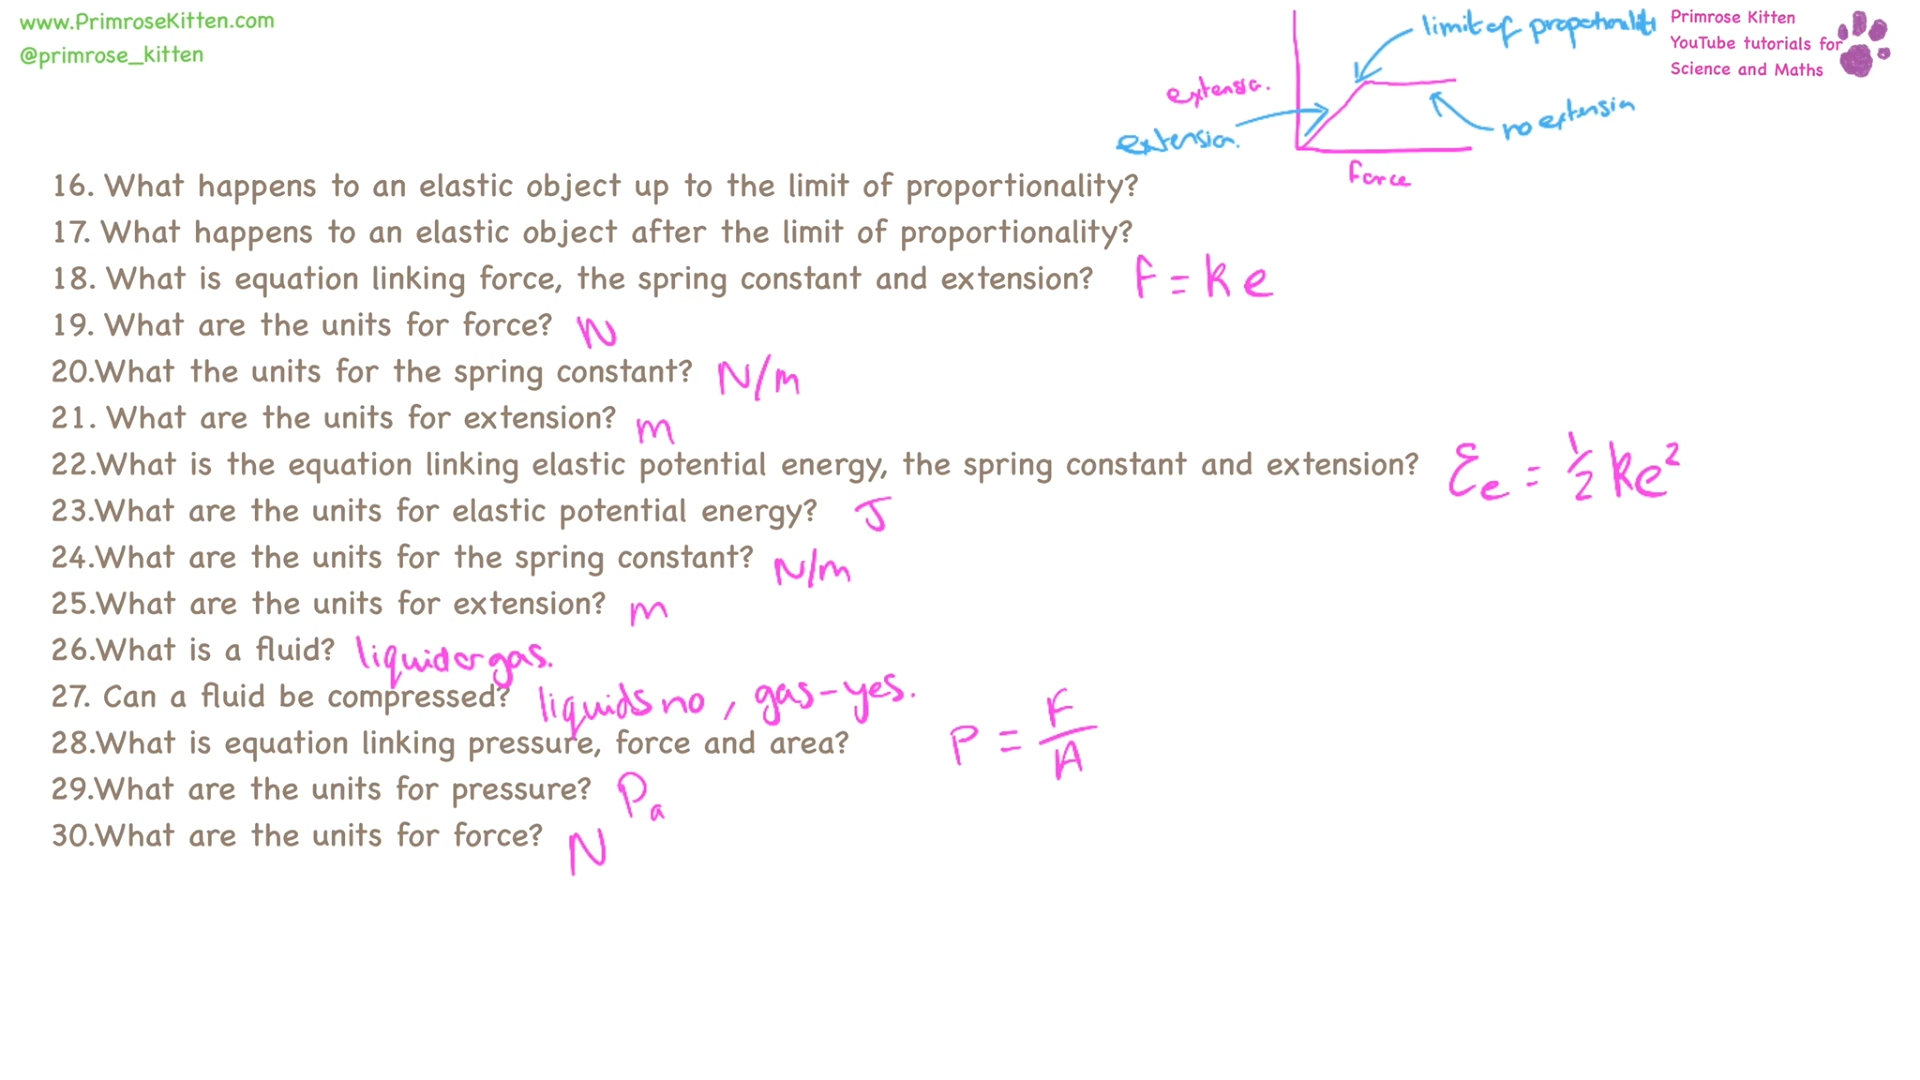 www.PrimroseKitten.com
@primrose_kitten
Primrose Kitten
YouTube tutorials for
Science and Maths
limit of proportionality
extension.
extension.
no extension
force
16. What happens to an elastic object up to the limit of proportionality?
17. What happens to an elastic object after the limit of proportionality?
18. What is equation linking force, the spring constant and extension? F = ke
19. What are the units for force? N
20.What the units for the spring constant? N/m
21. What are the units for extension? m
22.What is the equation linking elastic potential energy, the spring constant and extension? Ee = ½ke²
23.What are the units for elastic potential energy? J
24.What are the units for the spring constant? N/m
25.What are the units for extension? m
26.What is a fluid? liquid or gas.
27. Can a fluid be compressed? liquids no, gas-yes.
28.What is equation linking pressure, force and area? P = F/A
29.What are the units for pressure? Pa
30.What are the units for force? N